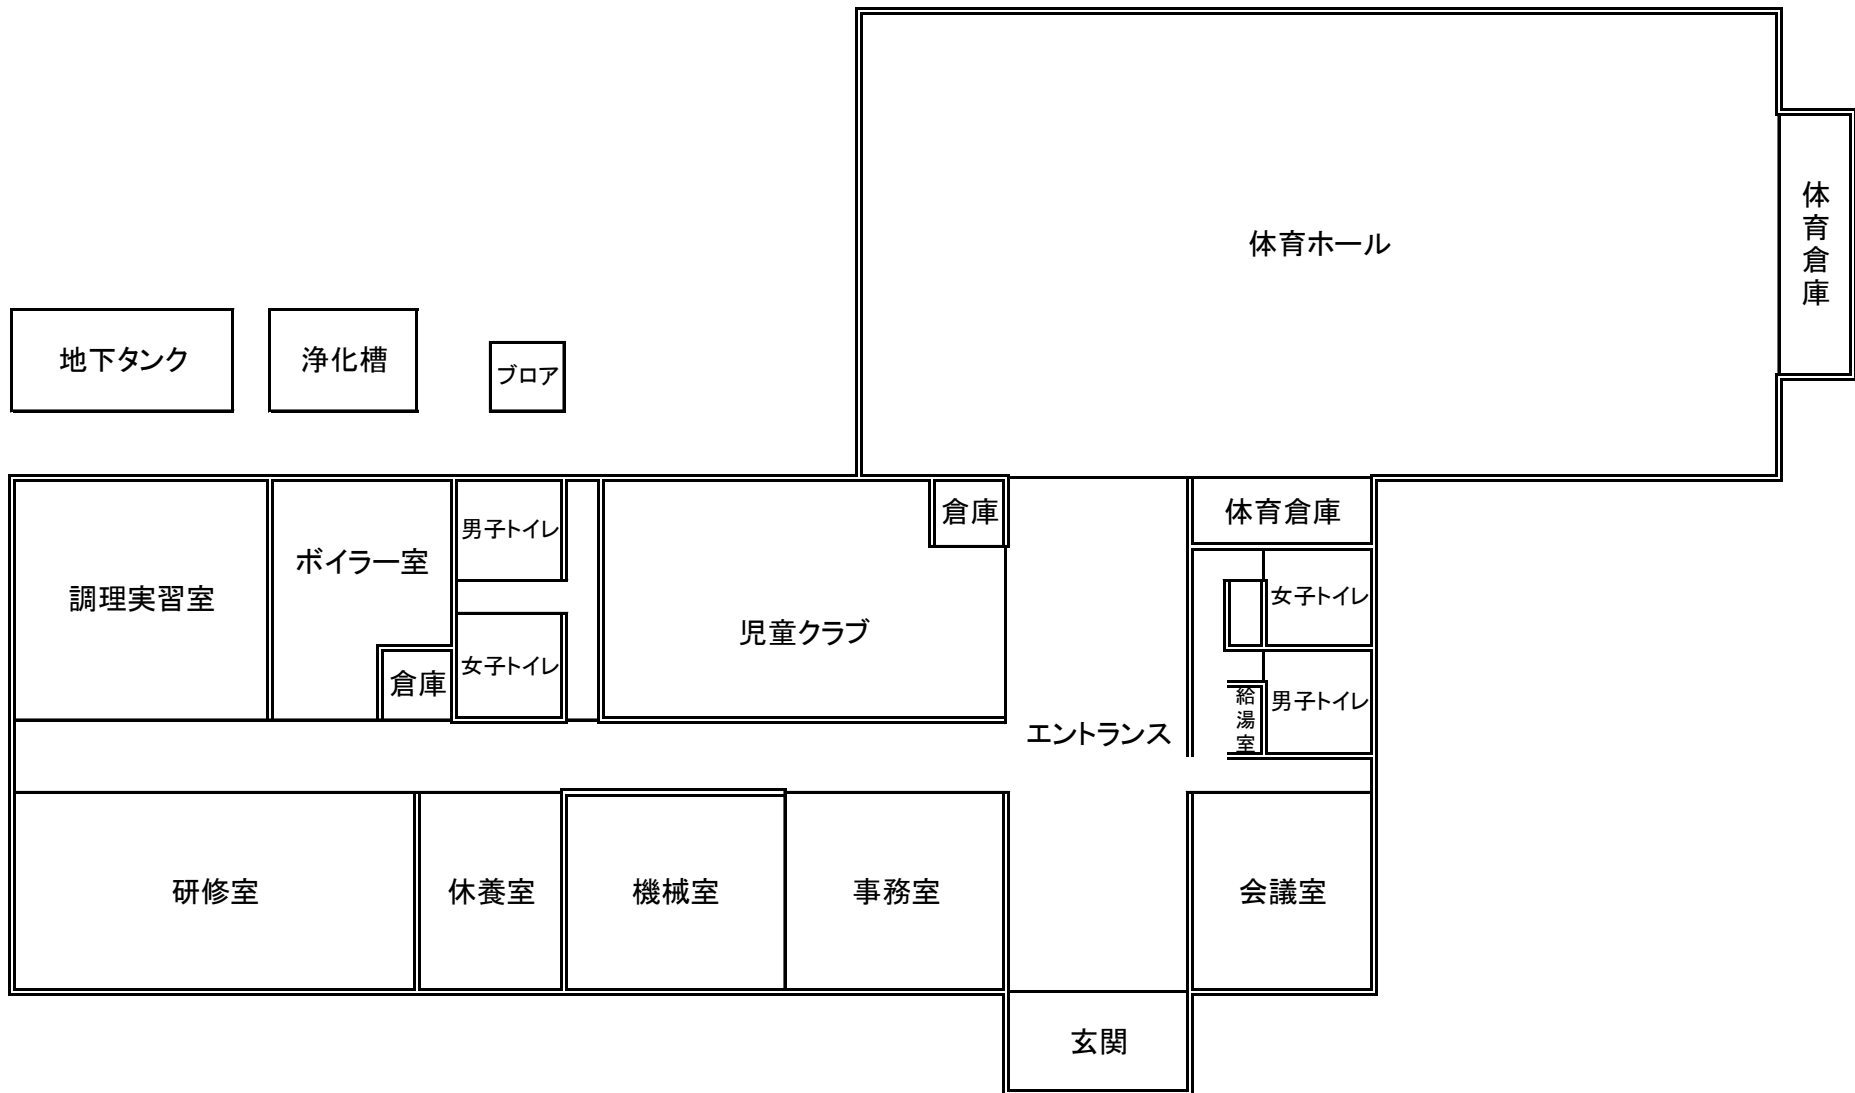 体育ホール
体育倉庫
地下タンク
浄化槽
ブロア
倉庫
体育倉庫
男子トイレ
ボイラー室
女子トイレ
調理実習室
児童クラブ
女子トイレ
倉庫
男子トイレ
給湯室
エントランス
研修室
休養室
機械室
事務室
会議室
玄関